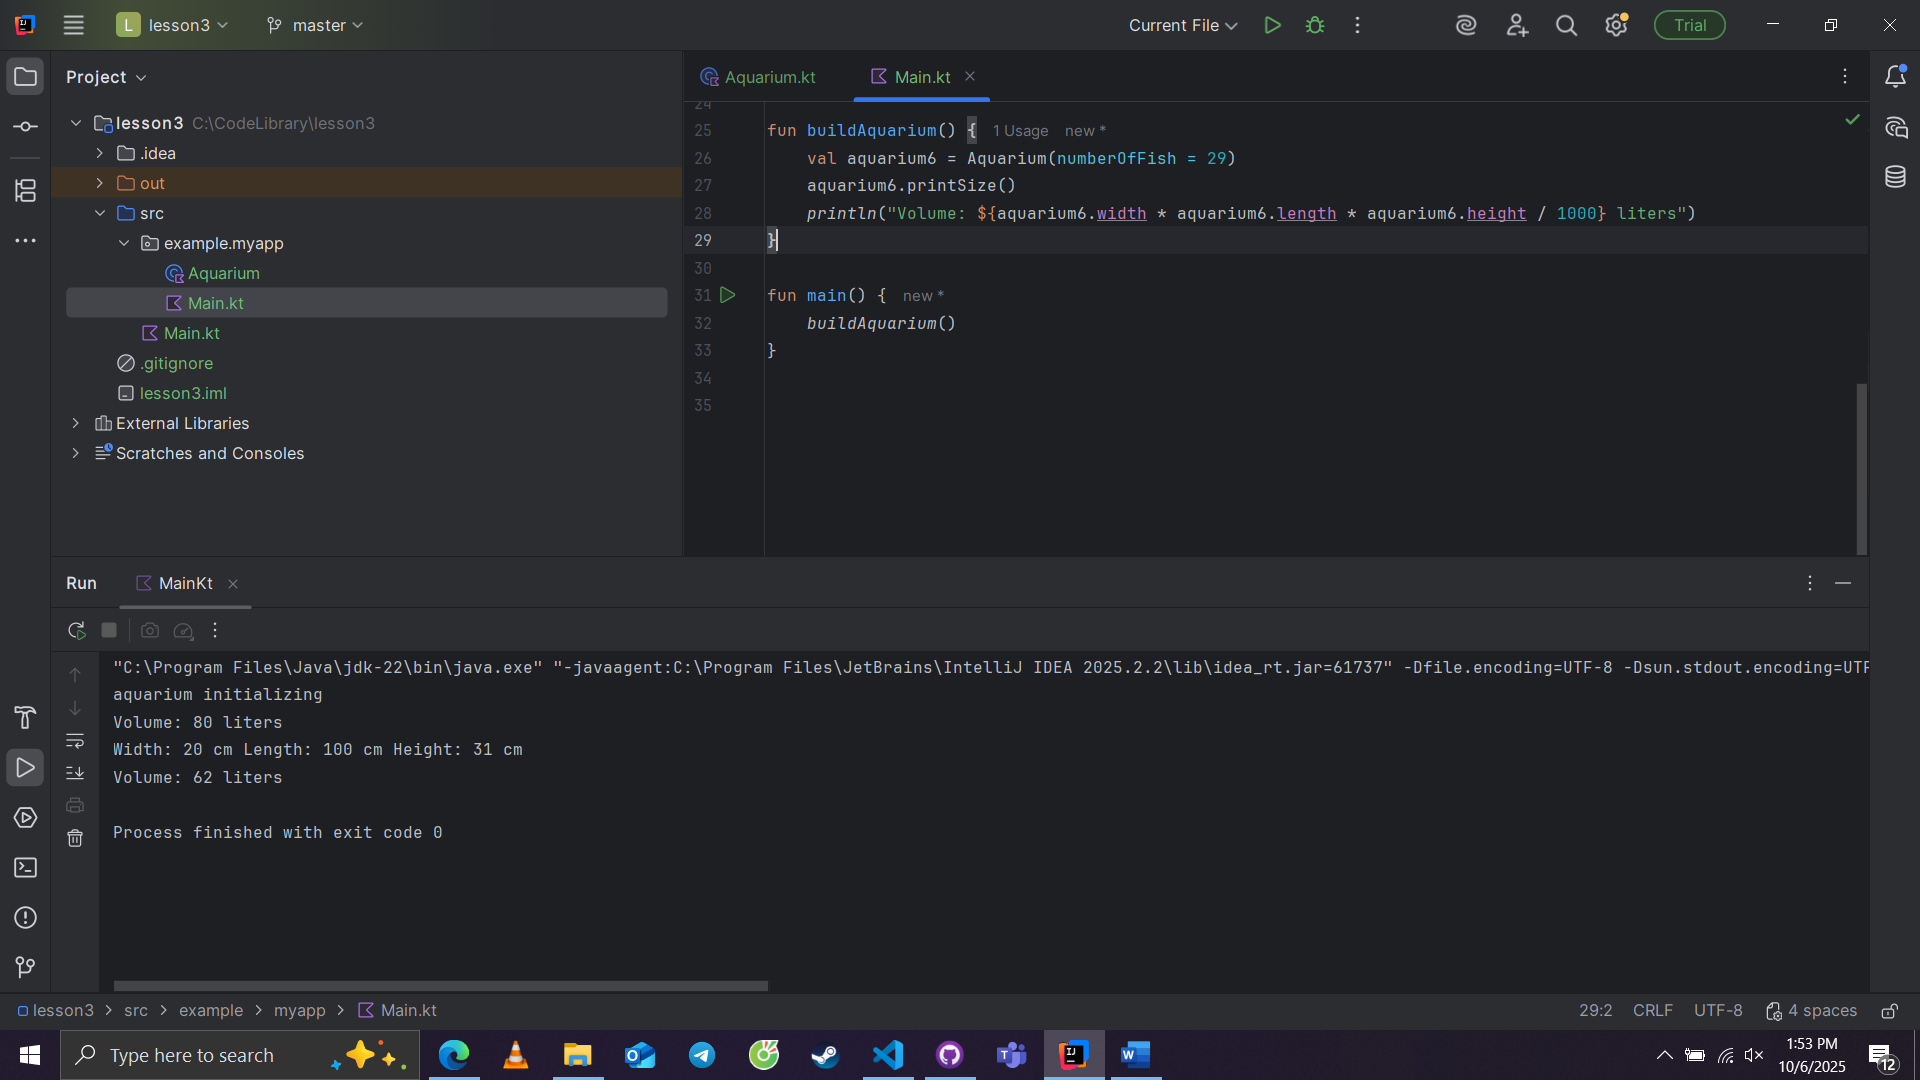 L lesson3 master Current File Trial
Project
Aquarium.kt Main.kt
lesson3 C:\CodeLibrary\lesson3
.idea
out
src
example.myapp
Aquarium
Main.kt
Main.kt
.gitignore
lesson3.iml
External Libraries
Scratches and Consoles
24
25 fun buildAquarium() { 1 Usage new *
26 val aquarium6 = Aquarium(numberOfFish = 29)
27 aquarium6.printSize()
28 println("Volume: ${aquarium6.width * aquarium6.length * aquarium6.height / 1000} liters")
29 }
30
31 fun main() { new *
32 buildAquarium()
33 }
34
35
Run MainKt
"C:\Program Files\Java\jdk-22\bin\java.exe" "-javaagent:C:\Program Files\JetBrains\IntelliJ IDEA 2025.2.2\lib\idea_rt.jar=61737" -Dfile.encoding=UTF-8 -Dsun.stdout.encoding=UTF
aquarium initializing
Volume: 80 liters
Width: 20 cm Length: 100 cm Height: 31 cm
Volume: 62 liters
Process finished with exit code 0
lesson3 > src > example > myapp > Main.kt 29:2 CRLF UTF-8 4 spaces
Type here to search
1:53 PM
10/6/2025
12